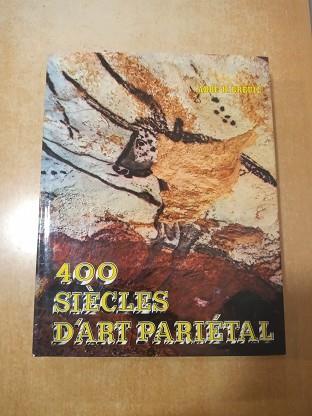 ABBÉ H. BREUIL
400
SIÈCLES
D'ART PARIÉTAL